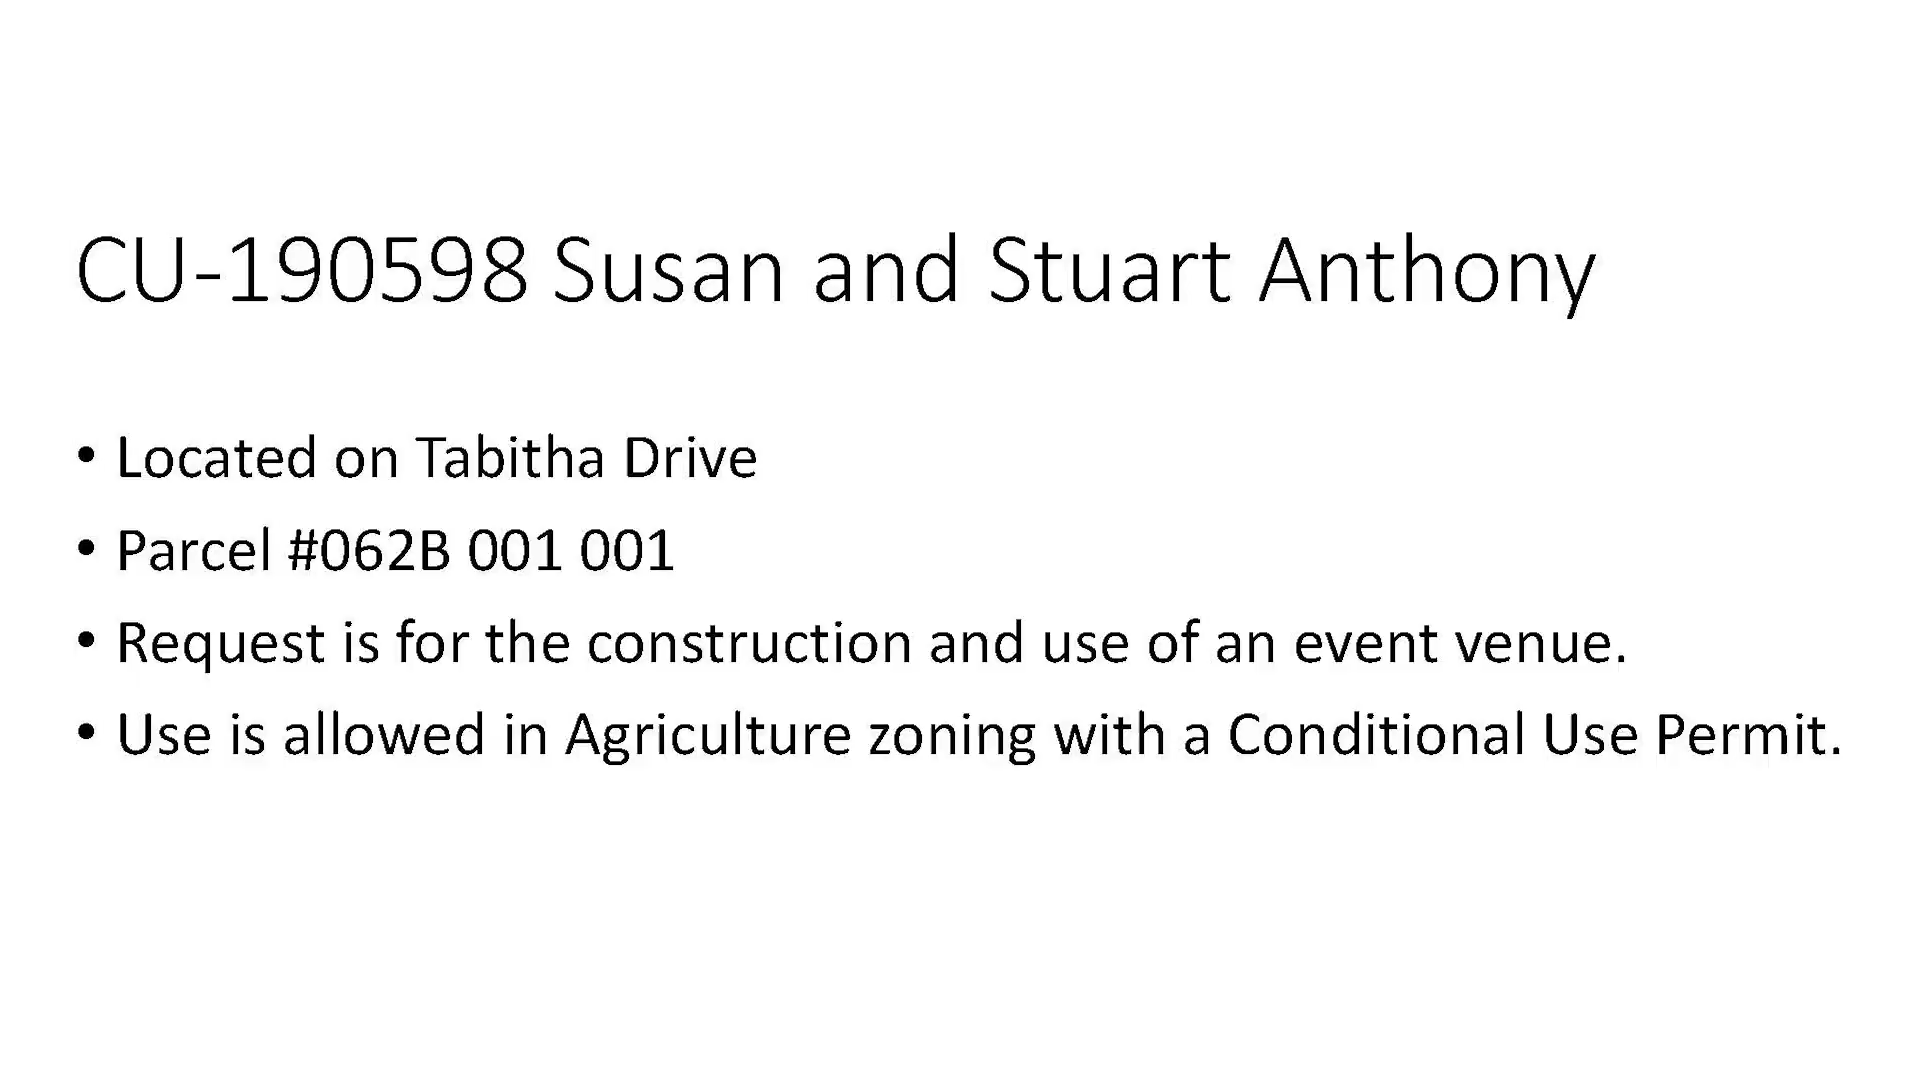 CU-190598 Susan and Stuart Anthony
• Located on Tabitha Drive
• Parcel #062B 001 001
• Request is for the construction and use of an event venue.
• Use is allowed in Agriculture zoning with a Conditional Use Permit.